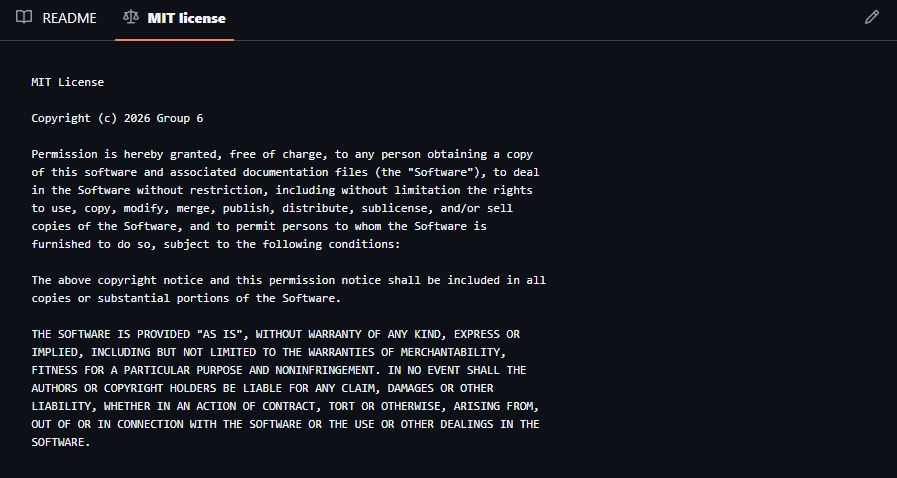 README
MIT license
MIT License
Copyright (c) 2026 Group 6
Permission is hereby granted, free of charge, to any person obtaining a copy
of this software and associated documentation files (the "Software"), to deal
in the Software without restriction, including without limitation the rights
to use, copy, modify, merge, publish, distribute, sublicense, and/or sell
copies of the Software, and to permit persons to whom the Software is
furnished to do so, subject to the following conditions:
The above copyright notice and this permission notice shall be included in all
copies or substantial portions of the Software.
THE SOFTWARE IS PROVIDED "AS IS", WITHOUT WARRANTY OF ANY KIND, EXPRESS OR
IMPLIED, INCLUDING BUT NOT LIMITED TO THE WARRANTIES OF MERCHANTABILITY,
FITNESS FOR A PARTICULAR PURPOSE AND NONINFRINGEMENT. IN NO EVENT SHALL THE
AUTHORS OR COPYRIGHT HOLDERS BE LIABLE FOR ANY CLAIM, DAMAGES OR OTHER
LIABILITY, WHETHER IN AN ACTION OF CONTRACT, TORT OR OTHERWISE, ARISING FROM,
OUT OF OR IN CONNECTION WITH THE SOFTWARE OR THE USE OR OTHER DEALINGS IN THE
SOFTWARE.